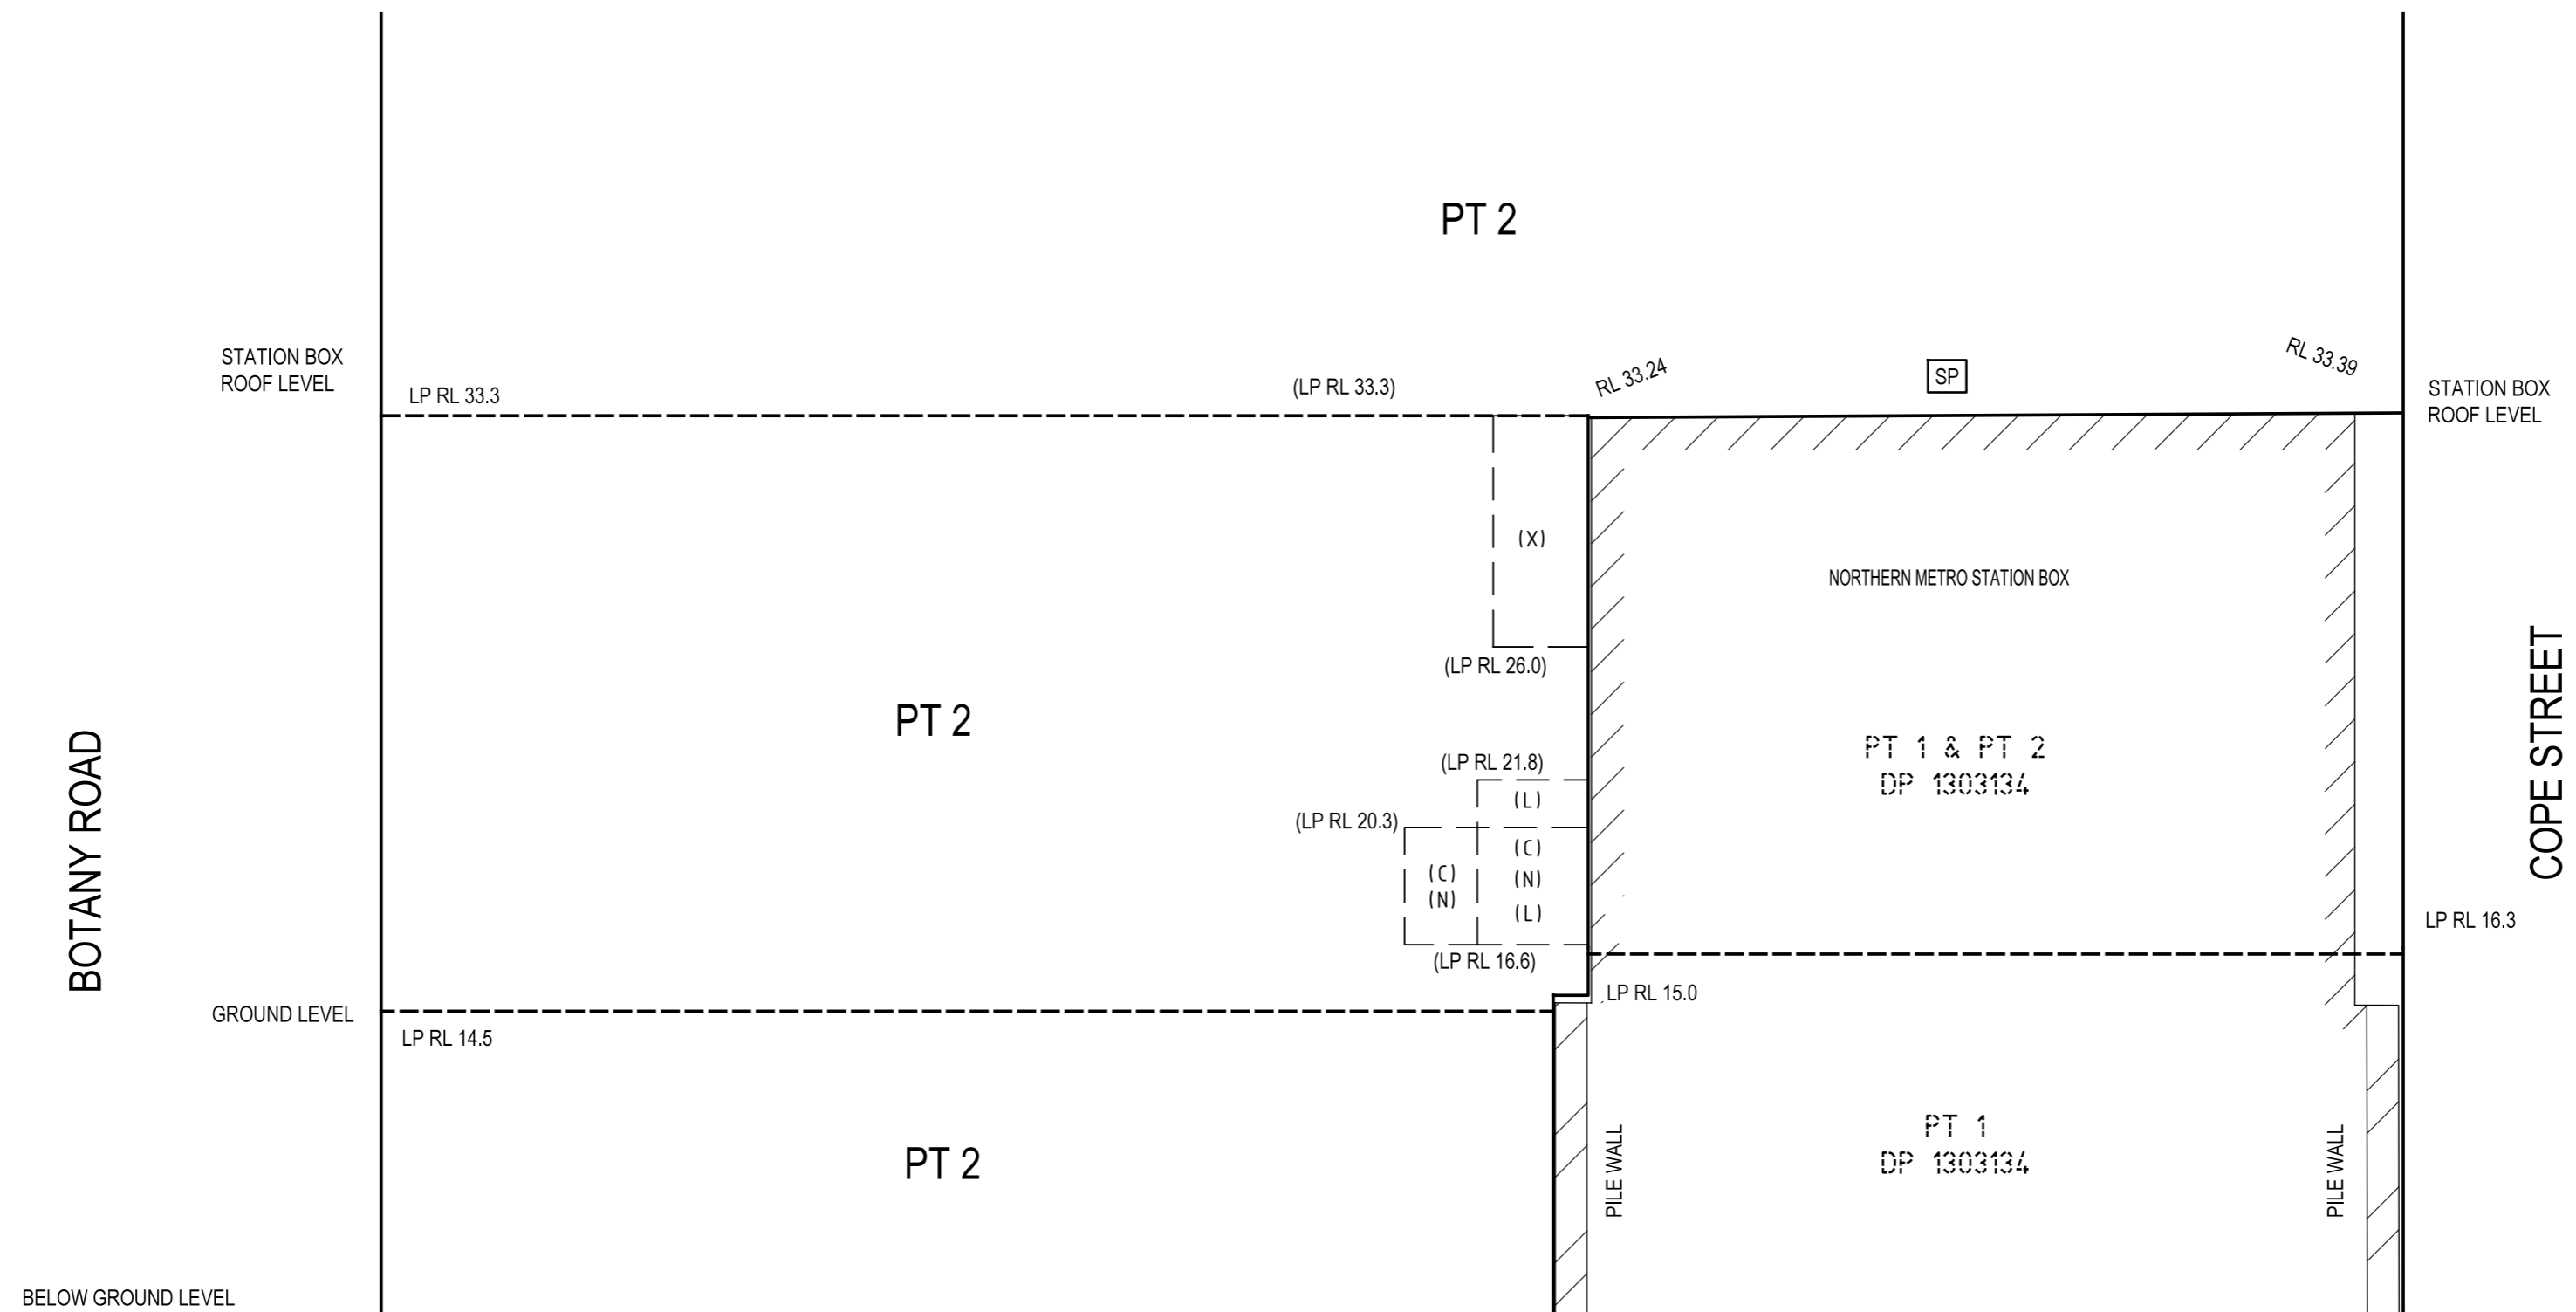 PT 2
STATION BOX
ROOF LEVEL
LP RL 33.3
(LP RL 33.3)
RL 33.24
SP
RL 33.39
STATION BOX
ROOF LEVEL
(X)
NORTHERN METRO STATION BOX
(LP RL 26.0)
PT 2
PT 1 & PT 2
DP 1303134
BOTANY ROAD
COPE STREET
(LP RL 21.8)
(L)
(LP RL 20.3)
(C)
(N)
(C)
(N)
(L)
LP RL 16.3
(LP RL 16.6)
LP RL 15.0
GROUND LEVEL
LP RL 14.5
PT 2
PILE WALL
PT 1
DP 1303134
PILE WALL
BELOW GROUND LEVEL